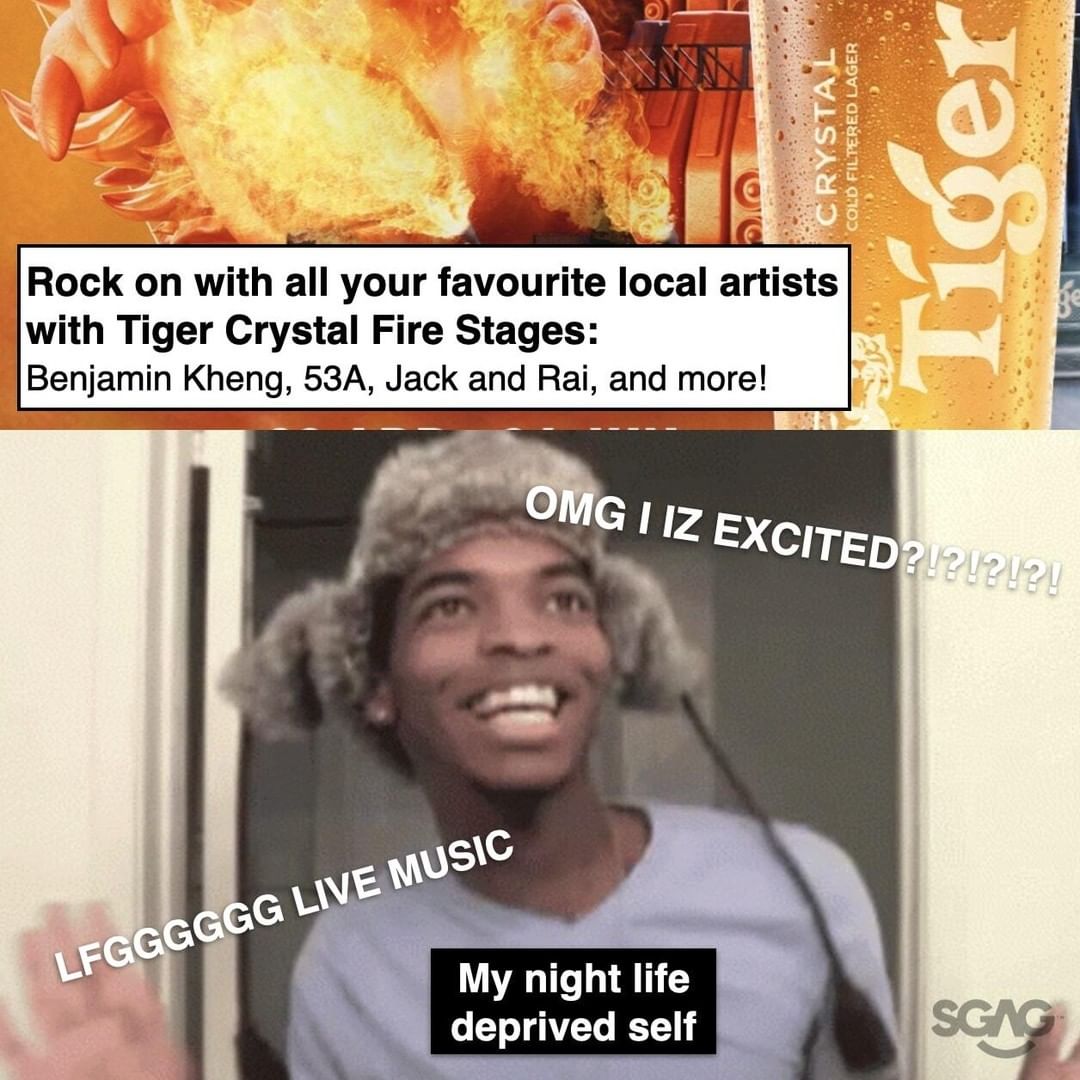 CRYSTAL
COLD FILTERED LAGER
Tiger
Rock on with all your favourite local artists
with Tiger Crystal Fire Stages:
Benjamin Kheng, 53A, Jack and Rai, and more!
OMG I IZ EXCITED?!?!?!?!
LFGGGGGG LIVE MUSIC
My night life
deprived self
SGAG